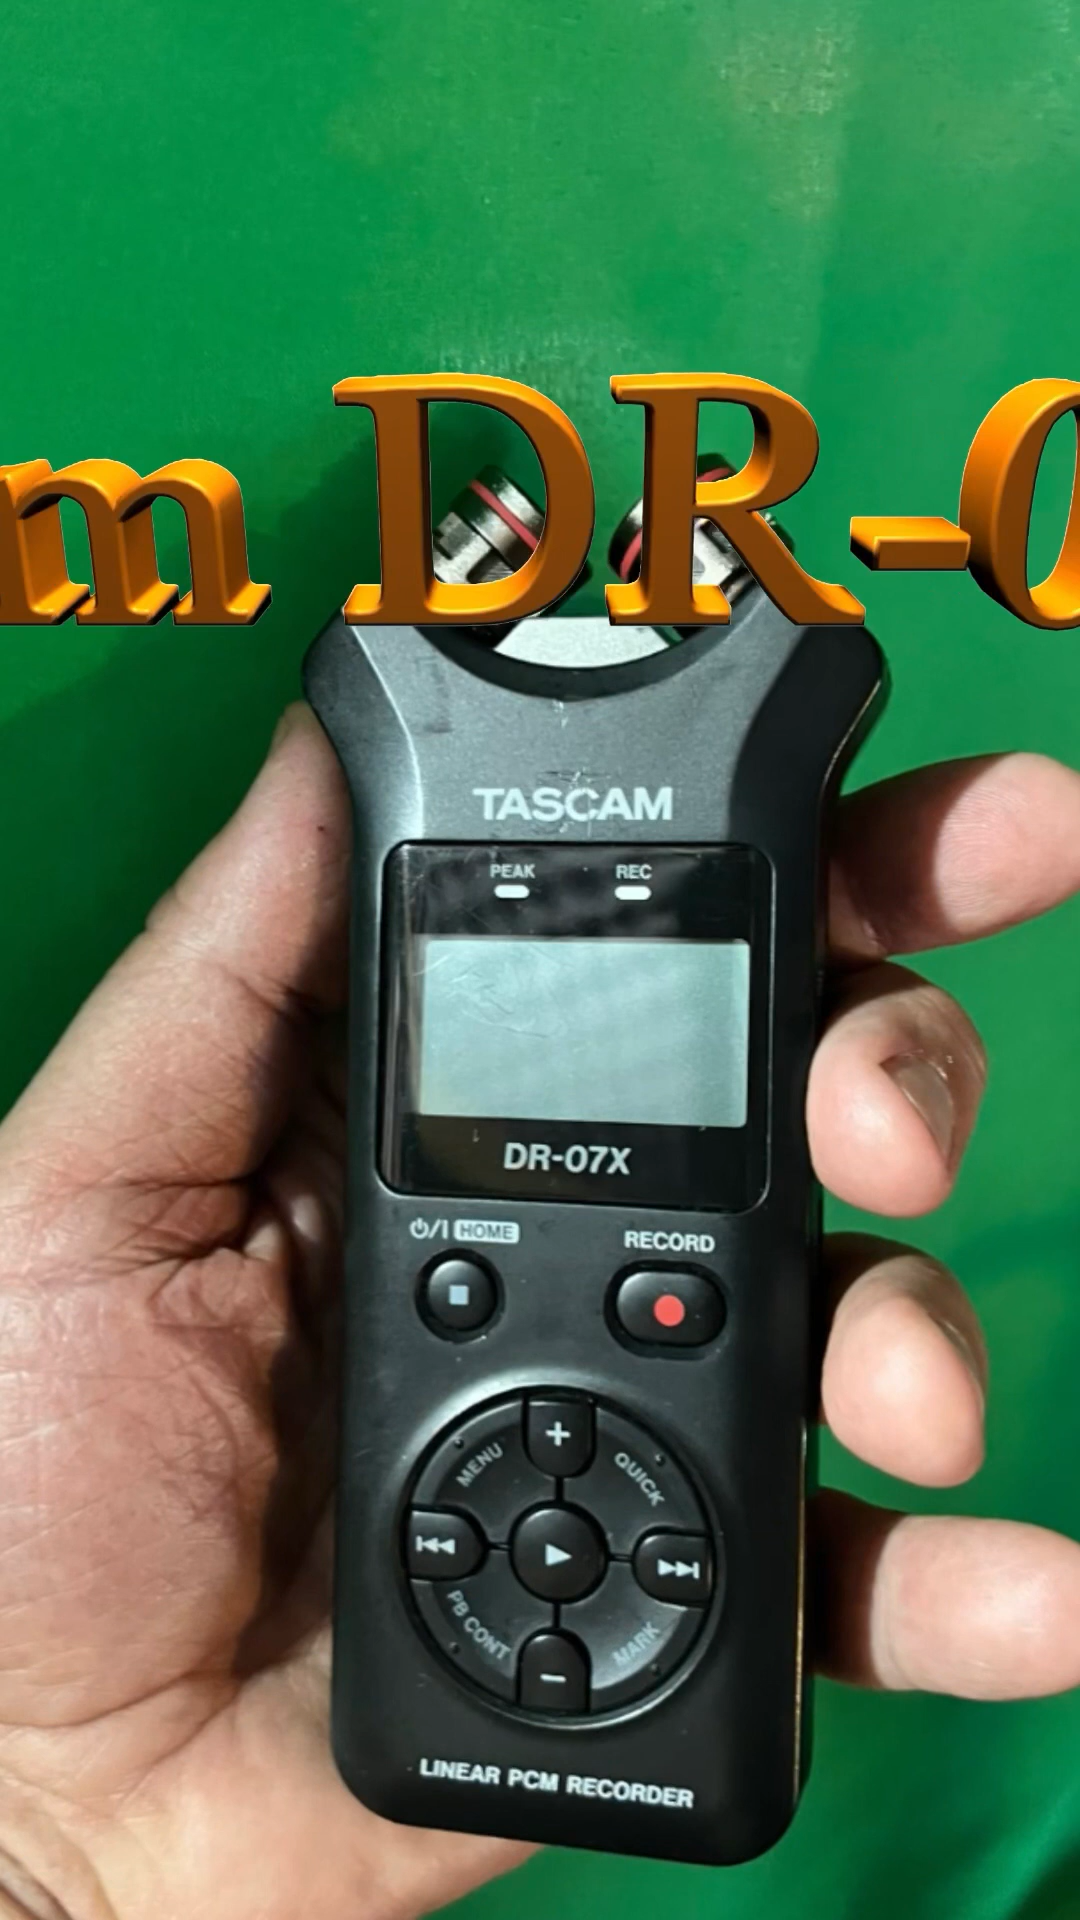 m DR-0
TASCAM
PEAK REC
DR-07X
⏻/I HOME RECORD
MENU QUICK
PB CONT MARK
LINEAR PCM RECORDER